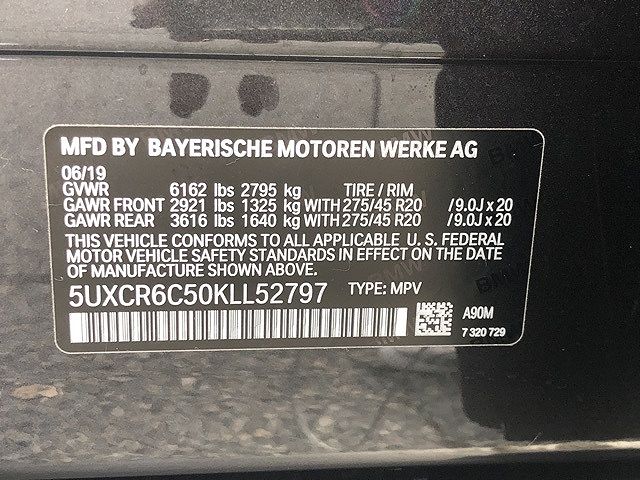 MFD BY BAYERISCHE MOTOREN WERKE AG
06/19
GVWR 6162 lbs 2795 kg TIRE / RIM
GAWR FRONT 2921 lbs 1325 kg WITH 275/45 R20 /9.0J x 20
GAWR REAR 3616 lbs 1640 kg WITH 275/45 R20 /9.0J x 20
THIS VEHICLE CONFORMS TO ALL APPLICABLE U. S. FEDERAL
MOTOR VEHICLE SAFETY STANDARDS IN EFFECT ON THE DATE
OF MANUFACTURE SHOWN ABOVE.
5UXCR6C50KLL52797 TYPE: MPV
A90M
7 320 729